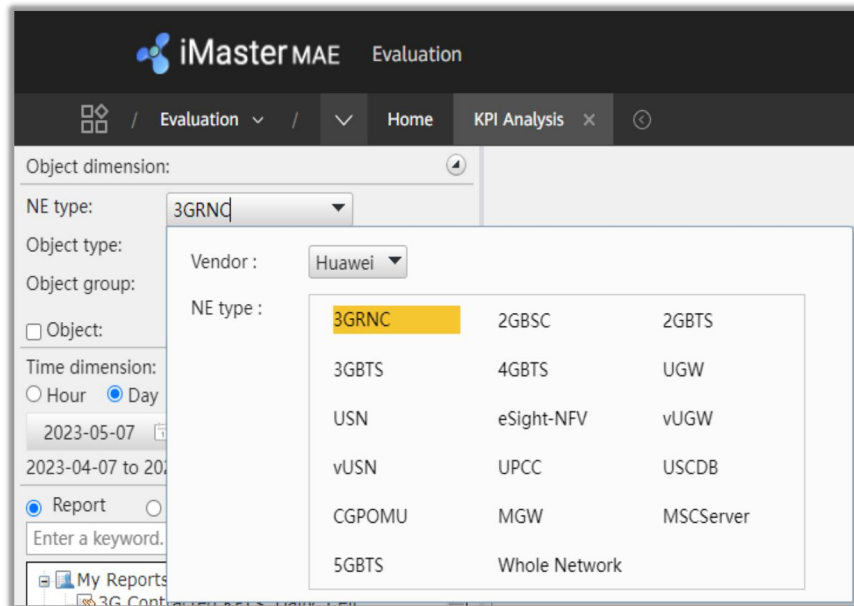 iMaster MAE Evaluation
/ Evaluation / Home KPI Analysis
Object dimension:
NE type: 3GRNC
Object type:
Object group:
Object:
Time dimension:
Hour Day
2023-05-07
2023-04-07 to 202
Report
Enter a keyword.
My Reports
Vendor : Huawei
NE type :
3GRNC 2GBSC 2GBTS
3GBTS 4GBTS UGW
USN eSight-NFV vUGW
vUSN UPCC USCDB
CGPOMU MGW MSCServer
5GBTS Whole Network